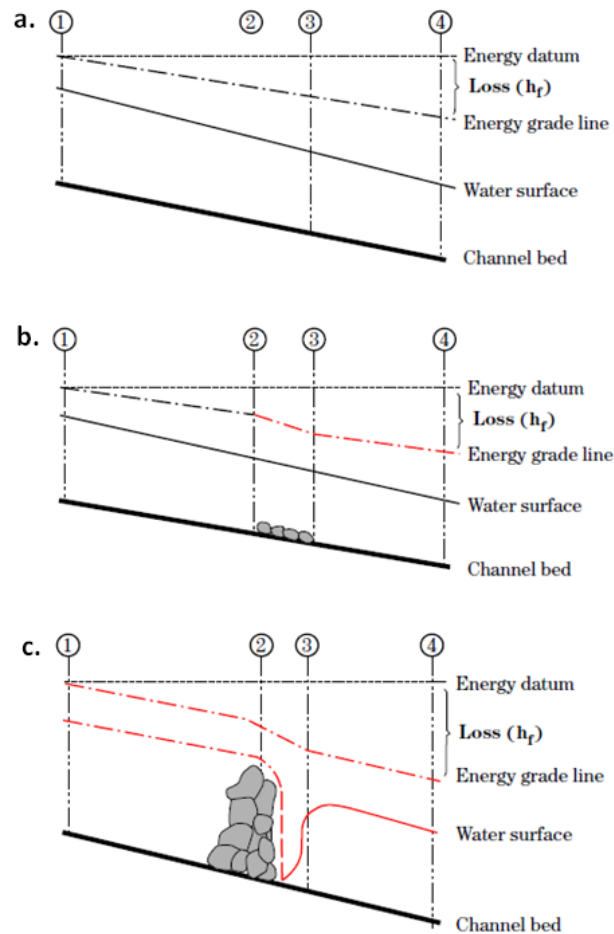 a.
① ② ③ ④
Energy datum
Loss (hf)
Energy grade line
Water surface
Channel bed
b.
① ② ③ ④
Energy datum
Loss (hf)
Energy grade line
Water surface
Channel bed
c.
① ② ③ ④
Energy datum
Loss (hf)
Energy grade line
Water surface
Channel bed